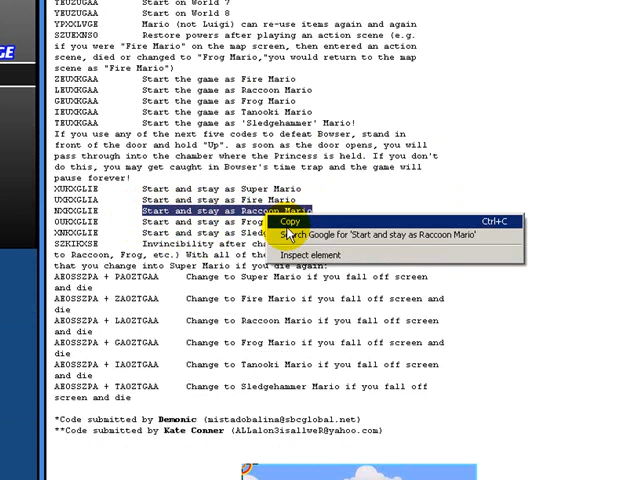 YEUZUGAA Start on World 7
YEUZUGAA Start on World 8
YPXXLVGE Mario (not Luigi) can re-use items again and again
SZUEXNSO Restore powers after playing an action scene (e.g.
if you were "Fire Mario" on the map screen, then entered an action
scene, died or changed to "Frog Mario,"you would return to the map
scene as "Fire Mario")
ZEUXKGAA Start the game as Fire Mario
LEUXKGAA Start the game as Raccoon Mario
GEUXKGAA Start the game as Frog Mario
IEUXKGAA Start the game as Tanooki Mario
TEUXKGAA Start the game as 'Sledgehammer' Mario!
If you use any of the next five codes to defeat Bowser, stand in
front of the door and hold "Up". as soon as the door opens, you will
pass through into the chamber where the Princess is held. If you don't
do this, you may get caught in Bowser's time trap and the game will
pause forever!
XUKXGLIE Start and stay as Super Mario
UXKXGLIE Start and stay as Fire Mario
NXKXGLIE Start and stay as Raccoon Mario
OUKXGLIE Start and stay as Frog
XNKXGLIE Start and stay as Sledg
SZKIKXSE Invincibility after cha
to Raccoon, Frog, etc.) With all of the
that you change into Super Mario if you die again:
AEOSSZPA + PAOZTGAA Change to Super Mario if you fall off screen
and die
AEOSSZPA + ZAOZTGAA Change to Fire Mario if you fall off screen and
die
AEOSSZPA + LAOZTGAA Change to Raccoon Mario if you fall off screen
and die
AEOSSZPA + GAOZTGAA Change to Frog Mario if you fall off screen and
die
AEOSSZPA + IAOZTGAA Change to Tanooki Mario if you fall off screen
and die
AEOSSZPA + TAOZTGAA Change to Sledgehammer Mario if you fall off
screen and die
*Code submitted by Demonic (mistadobalina@sbcglobal.net)
**Code submitted by Kate Conner (ALLalon3isallweR@yahoo.com)
Copy Ctrl+C
Search Google for 'Start and stay as Raccoon Mario'
Inspect element